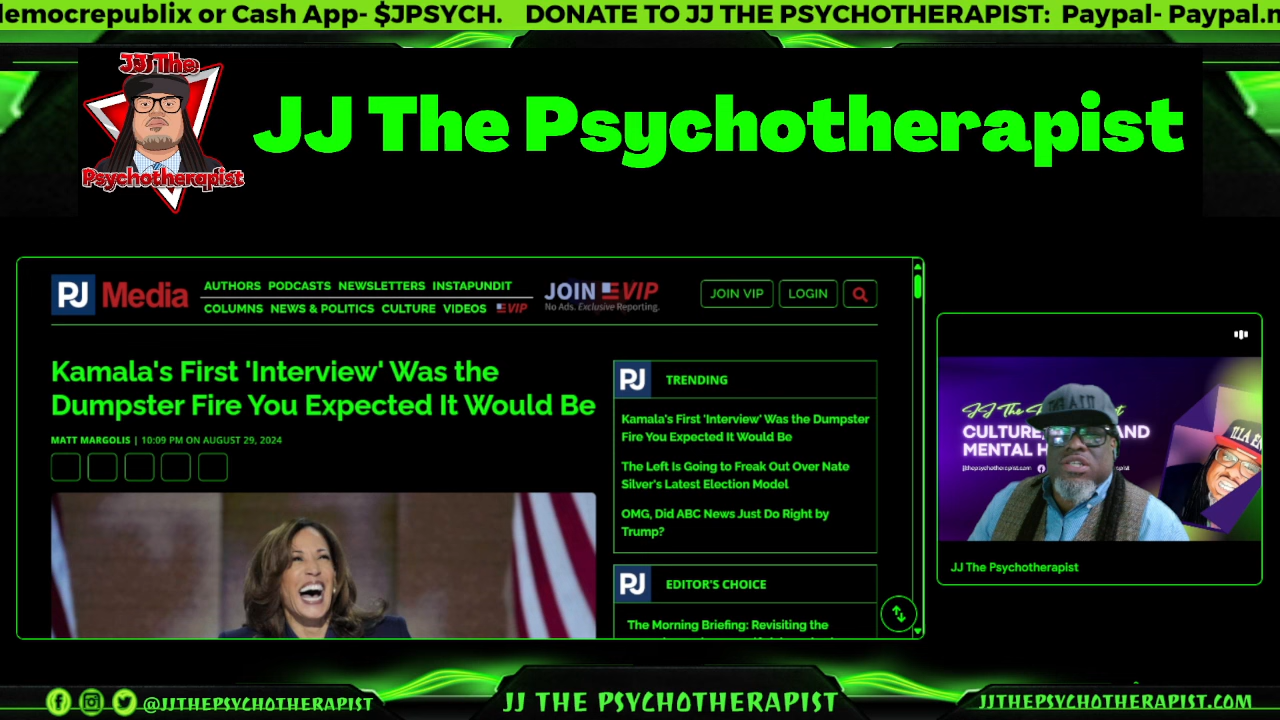 lemocrepublix or Cash App- $JPSYCH. DONATE TO JJ THE PSYCHOTHERAPIST: Paypal- Paypal.m
JJ The
Psychotherapist
JJ The Psychotherapist
PJ Media
AUTHORS PODCASTS NEWSLETTERS INSTAPUNDIT
COLUMNS NEWS & POLITICS CULTURE VIDEOS VIP
JOIN VIP
No Ads. Exclusive Reporting.
JOIN VIP
LOGIN
Kamala's First 'Interview' Was the
Dumpster Fire You Expected It Would Be
MATT MARGOLIS | 10:09 PM ON AUGUST 29, 2024
PJ TRENDING
Kamala's First 'Interview' Was the Dumpster
Fire You Expected It Would Be
The Left Is Going to Freak Out Over Nate
Silver's Latest Election Model
OMG, Did ABC News Just Do Right by
Trump?
PJ EDITOR'S CHOICE
The Morning Briefing: Revisiting the
JJ The
CULTURE AND
MENTAL H
JJ The Psychotherapist
@JJTHEPSYCHOTHERAPIST
JJ THE PSYCHOTHERAPIST
JJTHEPSYCHOTHERAPIST.COM